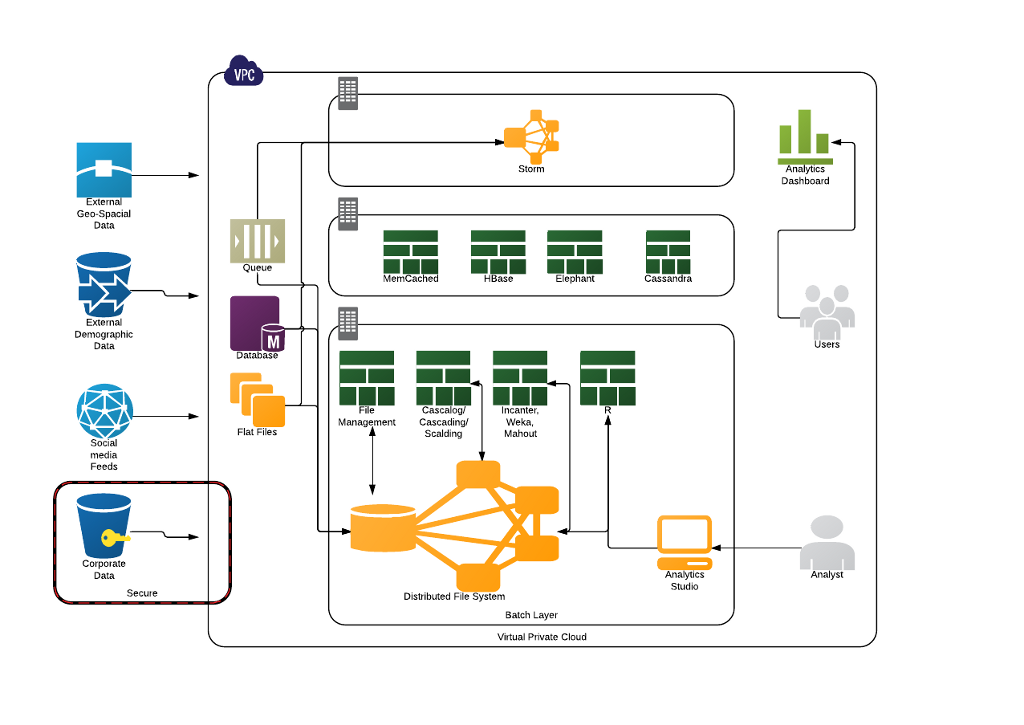 VPC
Storm
Analytics
Dashboard
External
Geo-Spacial
Data
Queue
MemCached
HBase
Elephant
Cassandra
External
Demographic
Data
M
Database
Users
File
Management
Cascalog/
Cascading/
Scalding
Incanter,
Weka,
Mahout
R
Flat Files
Social
media
Feeds
Corporate
Data
Secure
Analytics
Studio
Analyst
Distributed File System
Batch Layer
Virtual Private Cloud